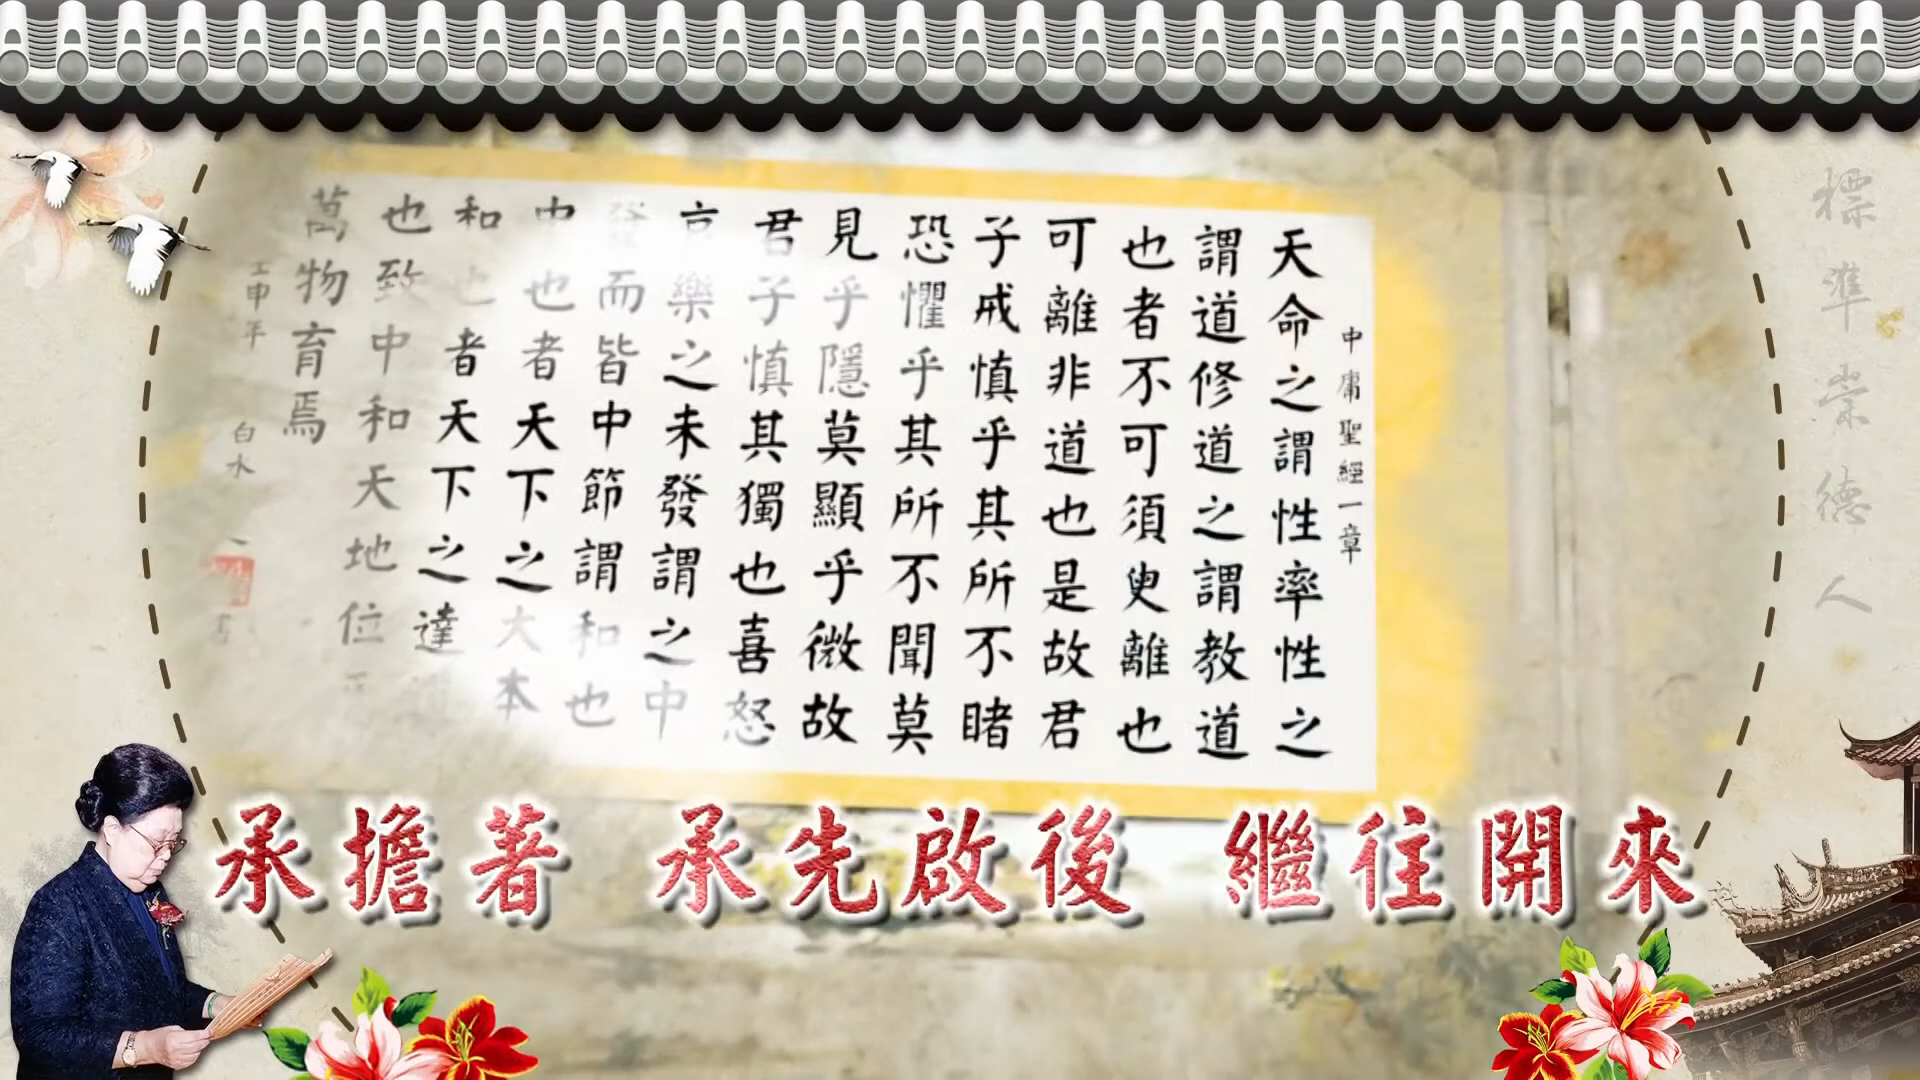 標準崇德人
中庸聖經一章
天命之謂性率性之
謂道修道之謂教道
也者不可須臾離也
可離非道也是故君
子戒慎乎其所不睹
恐懼乎其所不聞莫
見乎隱莫顯乎微故
君子慎其獨也喜怒
哀樂之未發謂之中
發而皆中節謂和也
中也者天下之大本
和也者天下之達
也致中和天地位
萬物育焉
壬申年 白水
承擔著 承先啟後 繼往開來